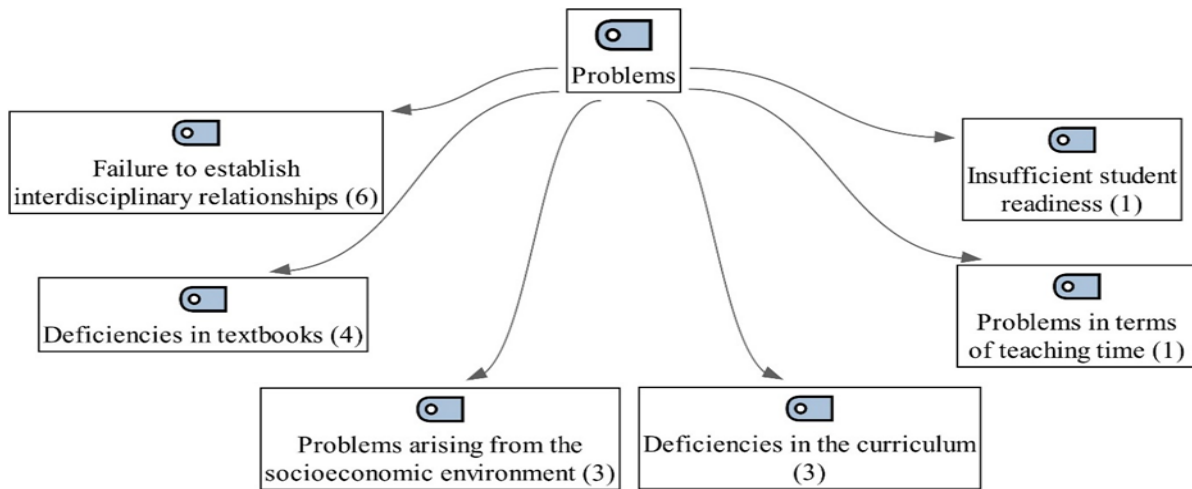 Problems
Failure to establish
interdisciplinary relationships (6)
Insufficient student
readiness (1)
Deficiencies in textbooks (4)
Problems in terms
of teaching time (1)
Problems arising from the
socioeconomic environment (3)
Deficiencies in the curriculum
(3)